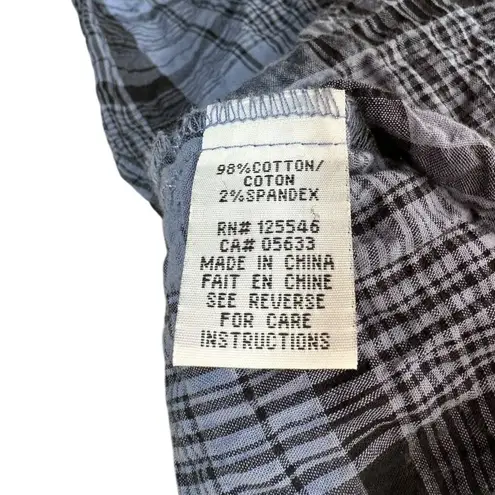 98%COTTON/
COTON
2%SPANDEX
RN# 125546
CA# 05633
MADE IN CHINA
FAIT EN CHINE
SEE REVERSE
FOR CARE
INSTRUCTIONS